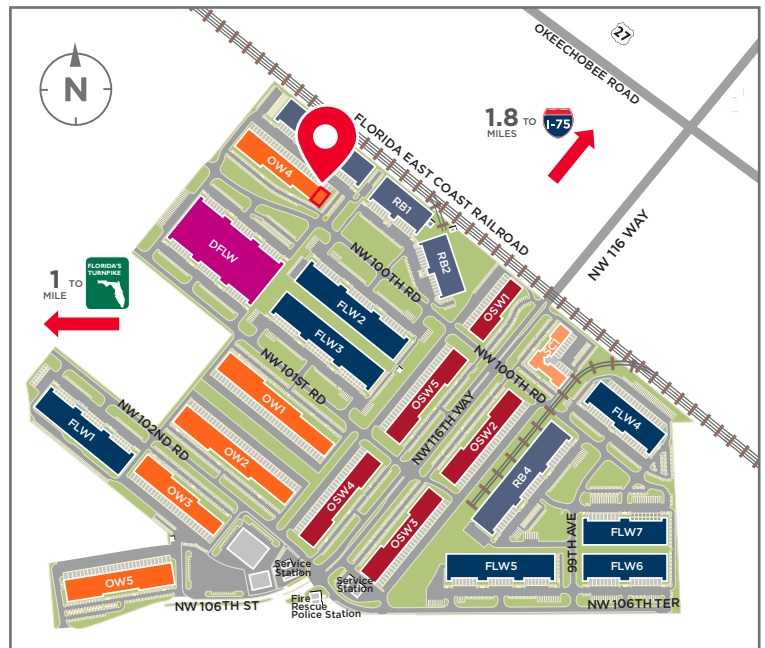 27
OKEECHOBEE ROAD
N
1.8 TO
MILES
I-75
FLORIDA EAST COAST RAILROAD
NW 116 WAY
OW4
RB1
RB2
DFLW
NW 100TH RD
FLORIDA'S
TURNPIKE
1 TO
MILE
FLW2
FLW3
OSW1
SC1
NW 100TH RD
NW 101ST RD
OSW5
NW 116TH WAY
OW1
OSW2
FLW4
NW 102ND RD
FLW1
OW2
OW3
OSW4
OSW3
RB4
99TH AVE
FLW7
FLW6
FLW5
OW5
Service
Station
Service
Station
Fire
Rescue
Police Station
NW 106TH ST
NW 106TH TER